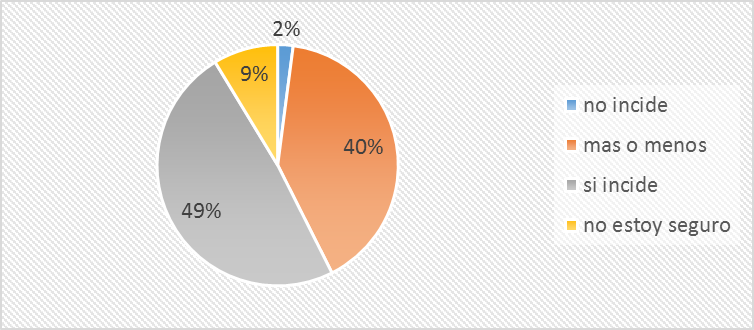 2%
9%
40%
49%
no incide
mas o menos
si incide
no estoy seguro